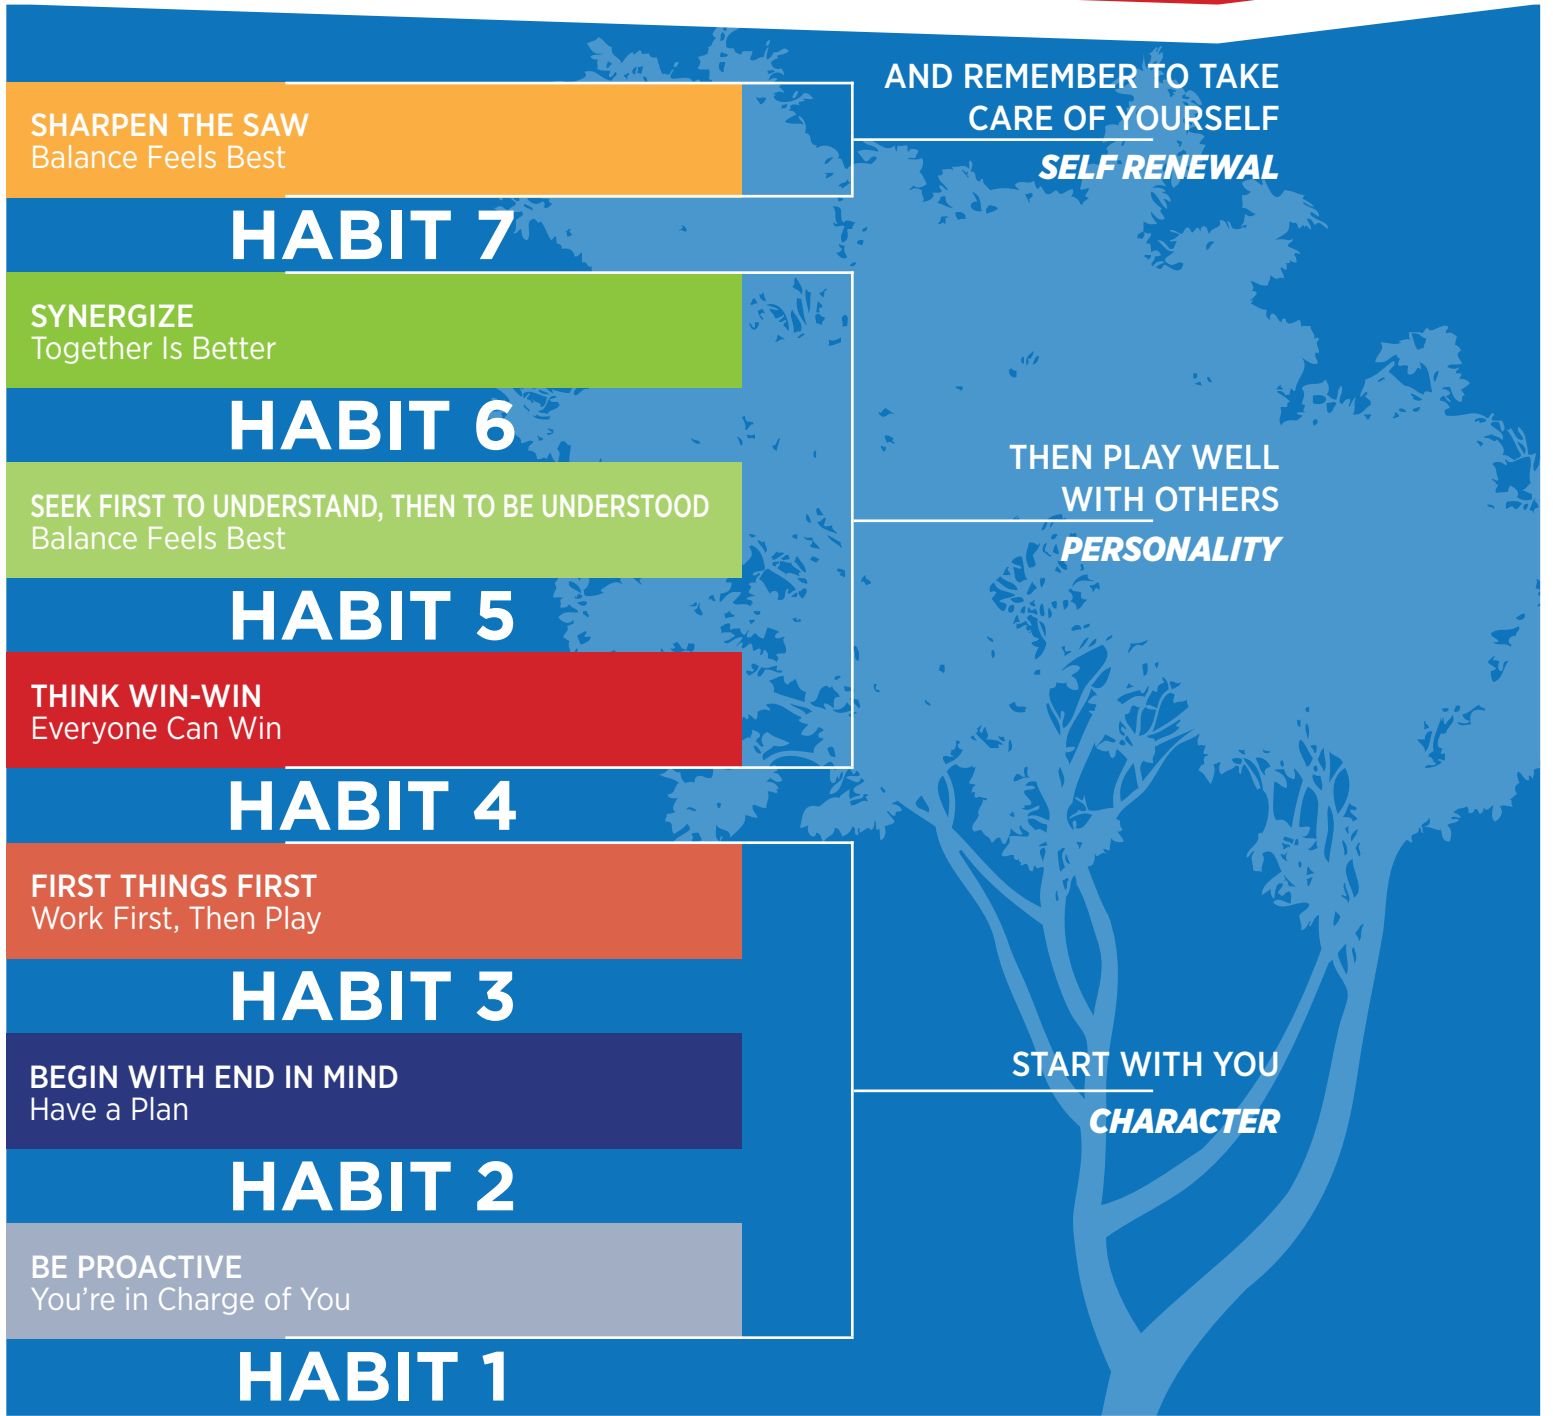 SHARPEN THE SAW
Balance Feels Best
HABIT 7
AND REMEMBER TO TAKE
CARE OF YOURSELF
SELF RENEWAL
SYNERGIZE
Together Is Better
HABIT 6
SEEK FIRST TO UNDERSTAND, THEN TO BE UNDERSTOOD
Balance Feels Best
HABIT 5
THINK WIN-WIN
Everyone Can Win
HABIT 4
THEN PLAY WELL
WITH OTHERS
PERSONALITY
FIRST THINGS FIRST
Work First, Then Play
HABIT 3
BEGIN WITH END IN MIND
Have a Plan
HABIT 2
BE PROACTIVE
You're in Charge of You
HABIT 1
START WITH YOU
CHARACTER